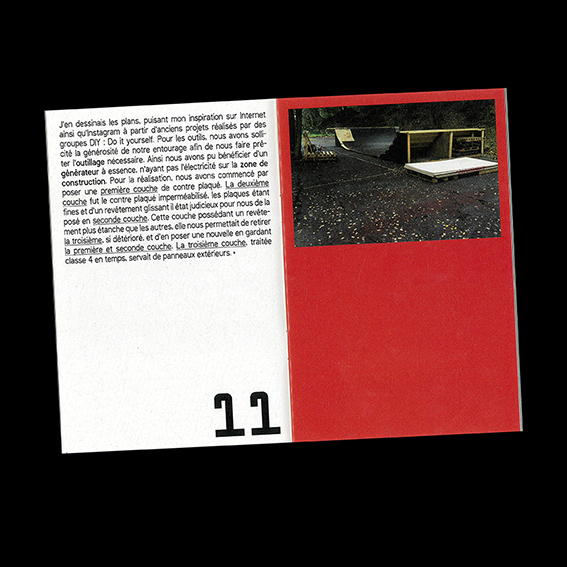 J'en dessinais les plans, puisant mon inspiration sur Internet
ainsi qu'Instagram à partir d'anciens projets réalisés par des
groupes DIY : Do it yourself. Pour les outils, nous avons solli-
cité la générosité de notre entourage afin de nous faire prê-
ter l'outillage nécessaire. Ainsi nous avons pu bénéficier d'un
générateur à essence, n'ayant pas l'électricité sur la zone de
construction. Pour la réalisation, nous avons commencé par
poser une première couche de contre plaqué. La deuxième
couche fut le contre plaqué imperméabilisé, les plaques étant
fines et d'un revêtement glissant il état judicieux pour nous de la
posé en seconde couche. Cette couche possédant un revête-
ment plus étanche que les autres, elle nous permettait de retirer
la troisième, si détérioré, et d'en poser une nouvelle en gardant
la première et seconde couche. La troisième couche, traitée
classe 4 en temps, servait de panneaux extérieurs. •
11